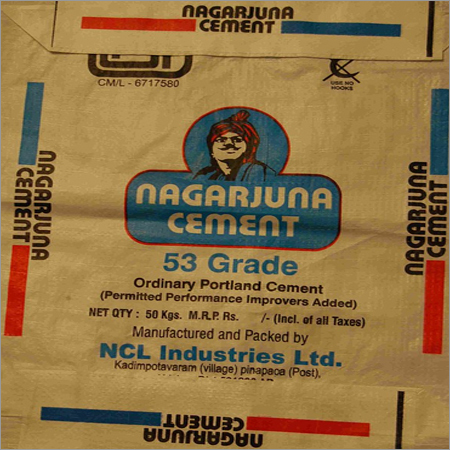 NAGARJUNA
CEMENT
CM/L - 6717580
USE NO
HOOKS
NAGARJUNA
CEMENT
NAGARJUNA
CEMENT
NAGARJUNA
CEMENT
53 Grade
Ordinary Portland Cement
(Permitted Performance Improvers Added)
NET QTY : 50 Kgs. M.R.P. Rs. /- (Incl. of all Taxes)
Manufactured and Packed by
NCL Industries Ltd.
Kadimpotavaram (village) pinapaoa (Post),
NAGARJUNA
CEMENT